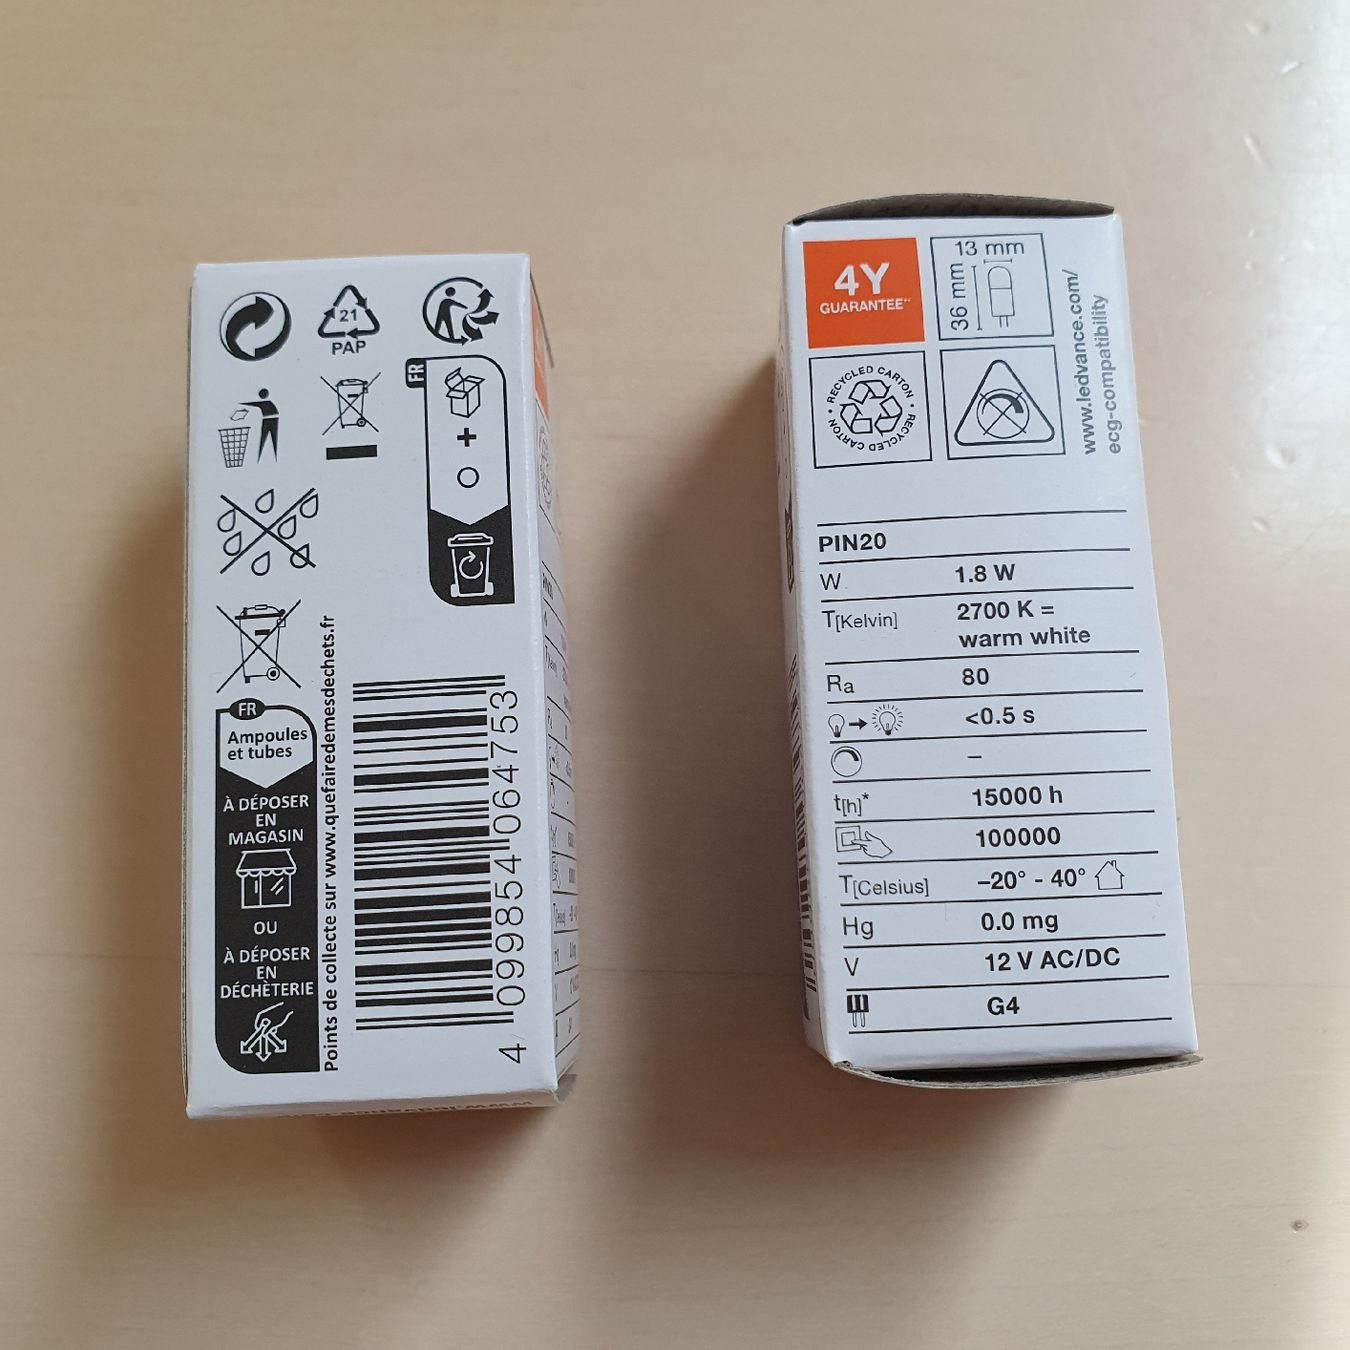 21
PAP
FR
FR
Ampoules
et tubes
À DÉPOSER
EN
MAGASIN
OU
À DÉPOSER
EN
DÉCHÈTERIE
Points de collecte sur www.quefairedemesdechets.fr
4 099854 064753
4Y
GUARANTEE**
13 mm
36 mm
www.ledvance.com/
ecg-compatibility
RECYCLED CARTON • RECYCLED CARTON •
PIN20
W 1.8 W
T[Kelvin] 2700 K =
warm white
Ra 80
<0.5 s
–
t[h]* 15000 h
100000
T[Celsius] –20° - 40°
Hg 0.0 mg
V 12 V AC/DC
G4